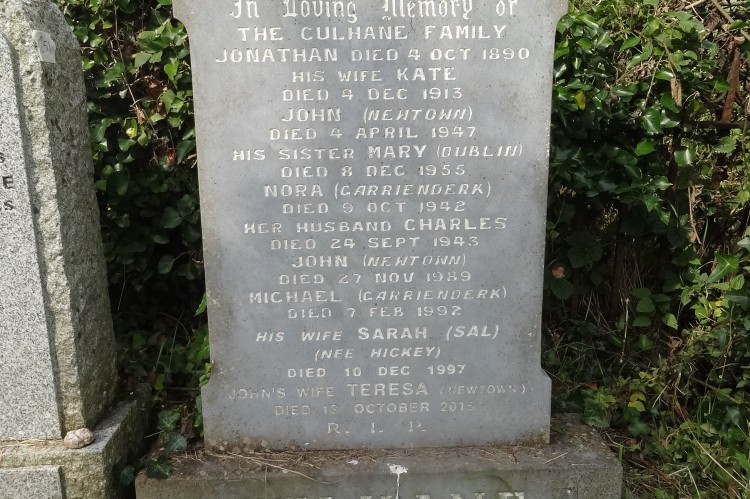 In Loving Memory of
THE CULHANE FAMILY
JONATHAN DIED 4 OCT 1890
HIS WIFE KATE
DIED 4 DEC 1913
JOHN (NEWTOWN)
DIED 4 APRIL 1947
HIS SISTER MARY (DUBLIN)
DIED 8 DEC 1955
NORA (CARRIENDERK)
DIED 9 OCT 1942
HER HUSBAND CHARLES
DIED 24 SEPT 1943
JOHN (NEWTOWN)
DIED 27 NOV 1989
MICHAEL (CARRIENDERK)
DIED 7 FEB 1992
HIS WIFE SARAH (SAL)
(NEE HICKEY)
DIED 10 DEC 1997
JOHN'S WIFE TERESA (NEWTOWN)
DIED OCTOBER 2015
R.I.P.